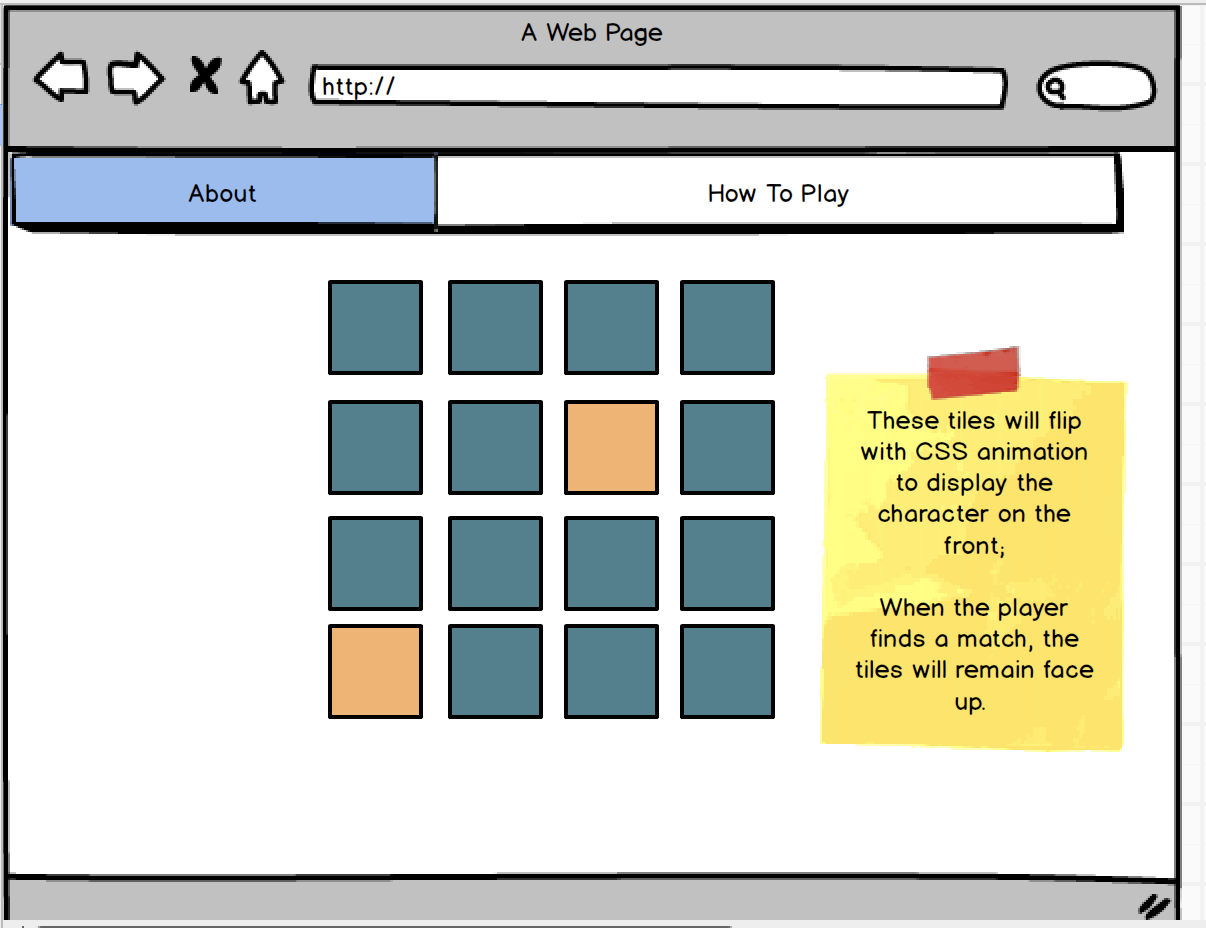 A Web Page
http://
About
How To Play
These tiles will flip
with CSS animation
to display the
character on the
front;
When the player
finds a match, the
tiles will remain face
up.